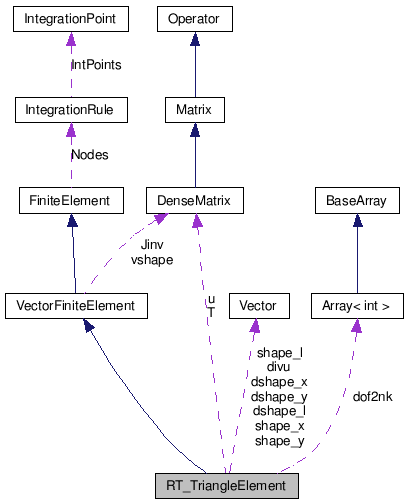 IntegrationPoint
Operator
IntPoints
IntegrationRule
Matrix
Nodes
FiniteElement
DenseMatrix
BaseArray
Jinv
vshape
VectorFiniteElement
u
T
Vector
Array< int >
shape_l
divu
dshape_x
dshape_y
dshape_l
shape_x
shape_y
dof2nk
RT_TriangleElement